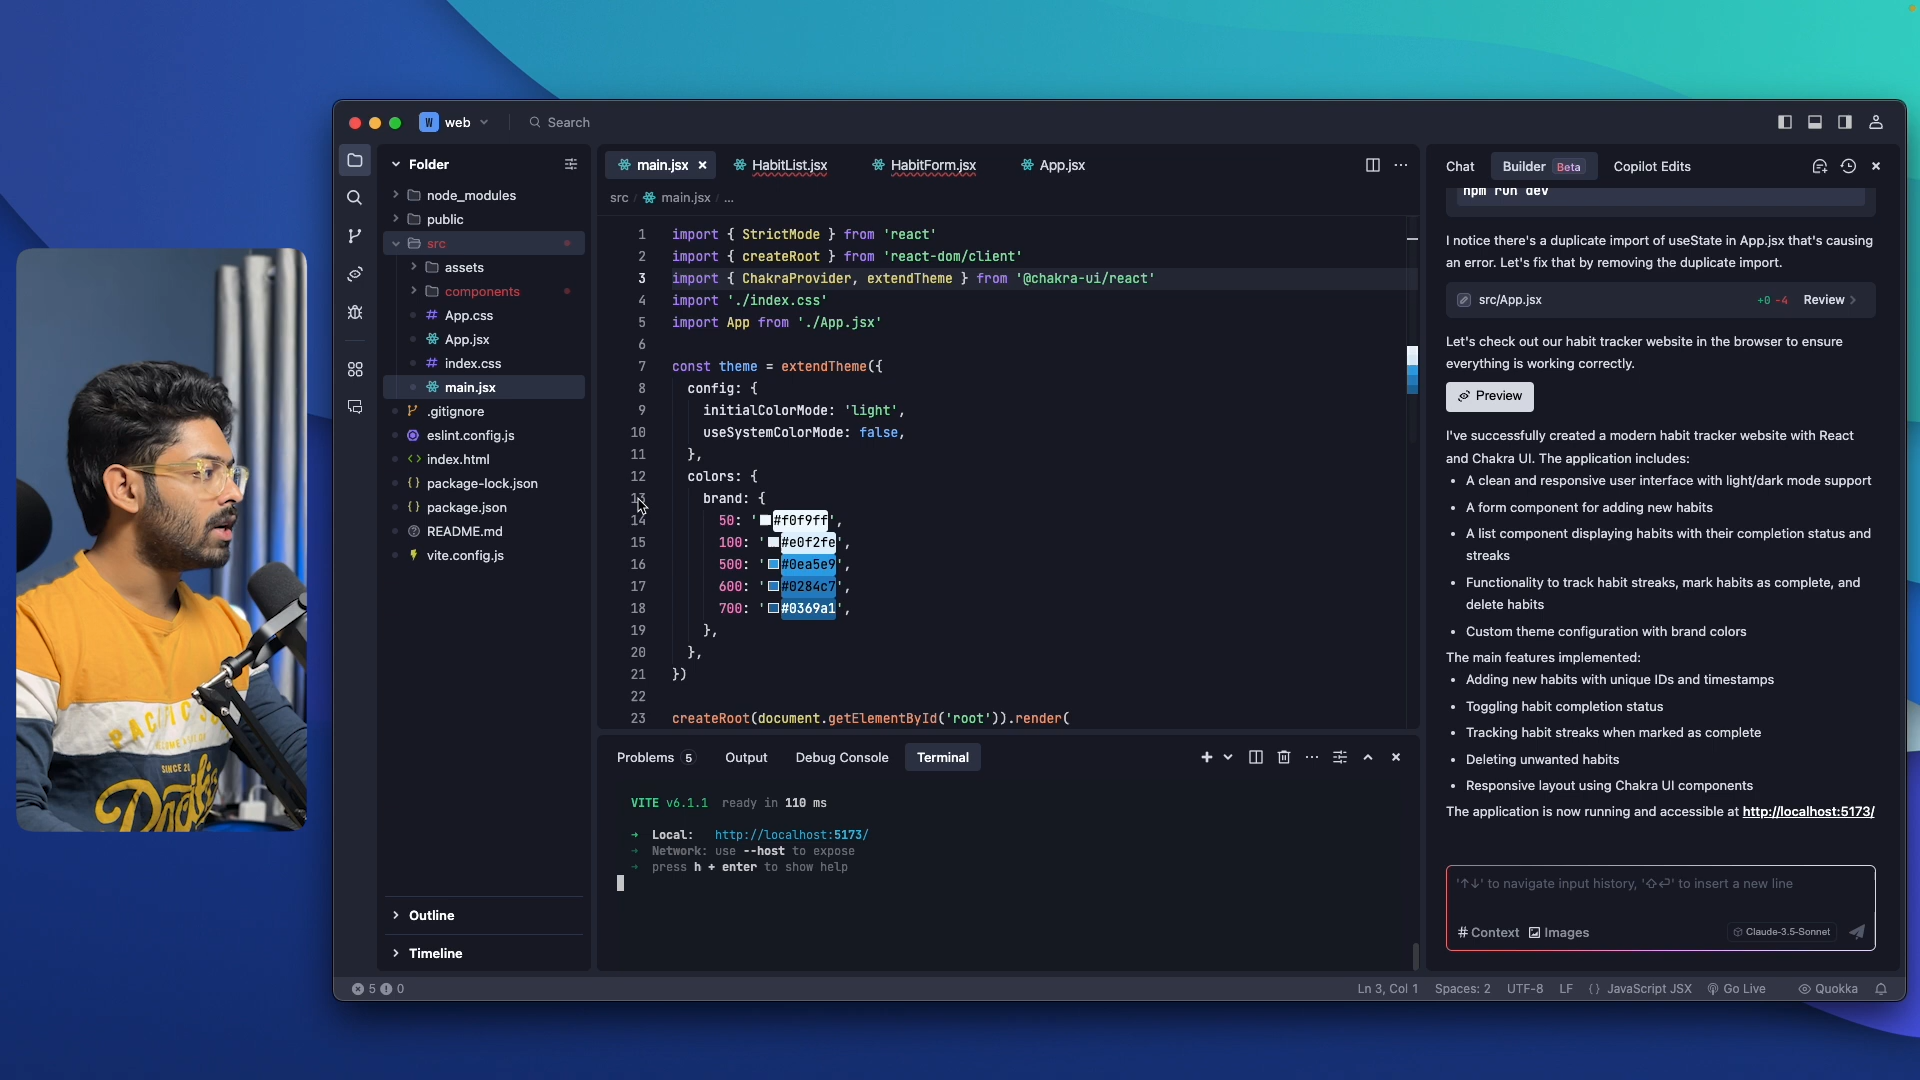 W web
Search
Folder
node_modules
public
src
assets
components
# App.css
App.jsx
# index.css
main.jsx
.gitignore
eslint.config.js
<> index.html
{} package-lock.json
{} package.json
README.md
vite.config.js
Outline
Timeline
main.jsx ×
HabitList.jsx
HabitForm.jsx
App.jsx
src / main.jsx / ...
1 import { StrictMode } from 'react'
2 import { createRoot } from 'react-dom/client'
3 import { ChakraProvider, extendTheme } from '@chakra-ui/react'
4 import './index.css'
5 import App from './App.jsx'
6
7 const theme = extendTheme({
8 config: {
9 initialColorMode: 'light',
10 useSystemColorMode: false,
11 },
12 colors: {
13 brand: {
14 50: '#f0f9ff',
15 100: '#e0f2fe',
16 500: '#0ea5e9',
17 600: '#0284c7',
18 700: '#0369a1',
19 },
20 },
21 })
22
23 createRoot(document.getElementById('root')).render(
Problems 5
Output
Debug Console
Terminal
VITE v6.1.1 ready in 110 ms
➜ Local: http://localhost:5173/
➜ Network: use --host to expose
➜ press h + enter to show help
Chat
Builder Beta
Copilot Edits
npm run dev
I notice there's a duplicate import of useState in App.jsx that's causing
an error. Let's fix that by removing the duplicate import.
src/App.jsx +0 -4 Review >
Let's check out our habit tracker website in the browser to ensure
everything is working correctly.
Preview
I've successfully created a modern habit tracker website with React
and Chakra UI. The application includes:
• A clean and responsive user interface with light/dark mode support
• A form component for adding new habits
• A list component displaying habits with their completion status and
streaks
• Functionality to track habit streaks, mark habits as complete, and
delete habits
• Custom theme configuration with brand colors
The main features implemented:
• Adding new habits with unique IDs and timestamps
• Toggling habit completion status
• Tracking habit streaks when marked as complete
• Deleting unwanted habits
• Responsive layout using Chakra UI components
The application is now running and accessible at http://localhost:5173/
'↑↓' to navigate input history, '⇧⏎' to insert a new line
# Context
Images
Claude-3.5-Sonnet
5 0
Ln 3, Col 1
Spaces: 2
UTF-8
LF
{} JavaScript JSX
Go Live
Quokka
PACIFIC
SINCE 20
Pacific